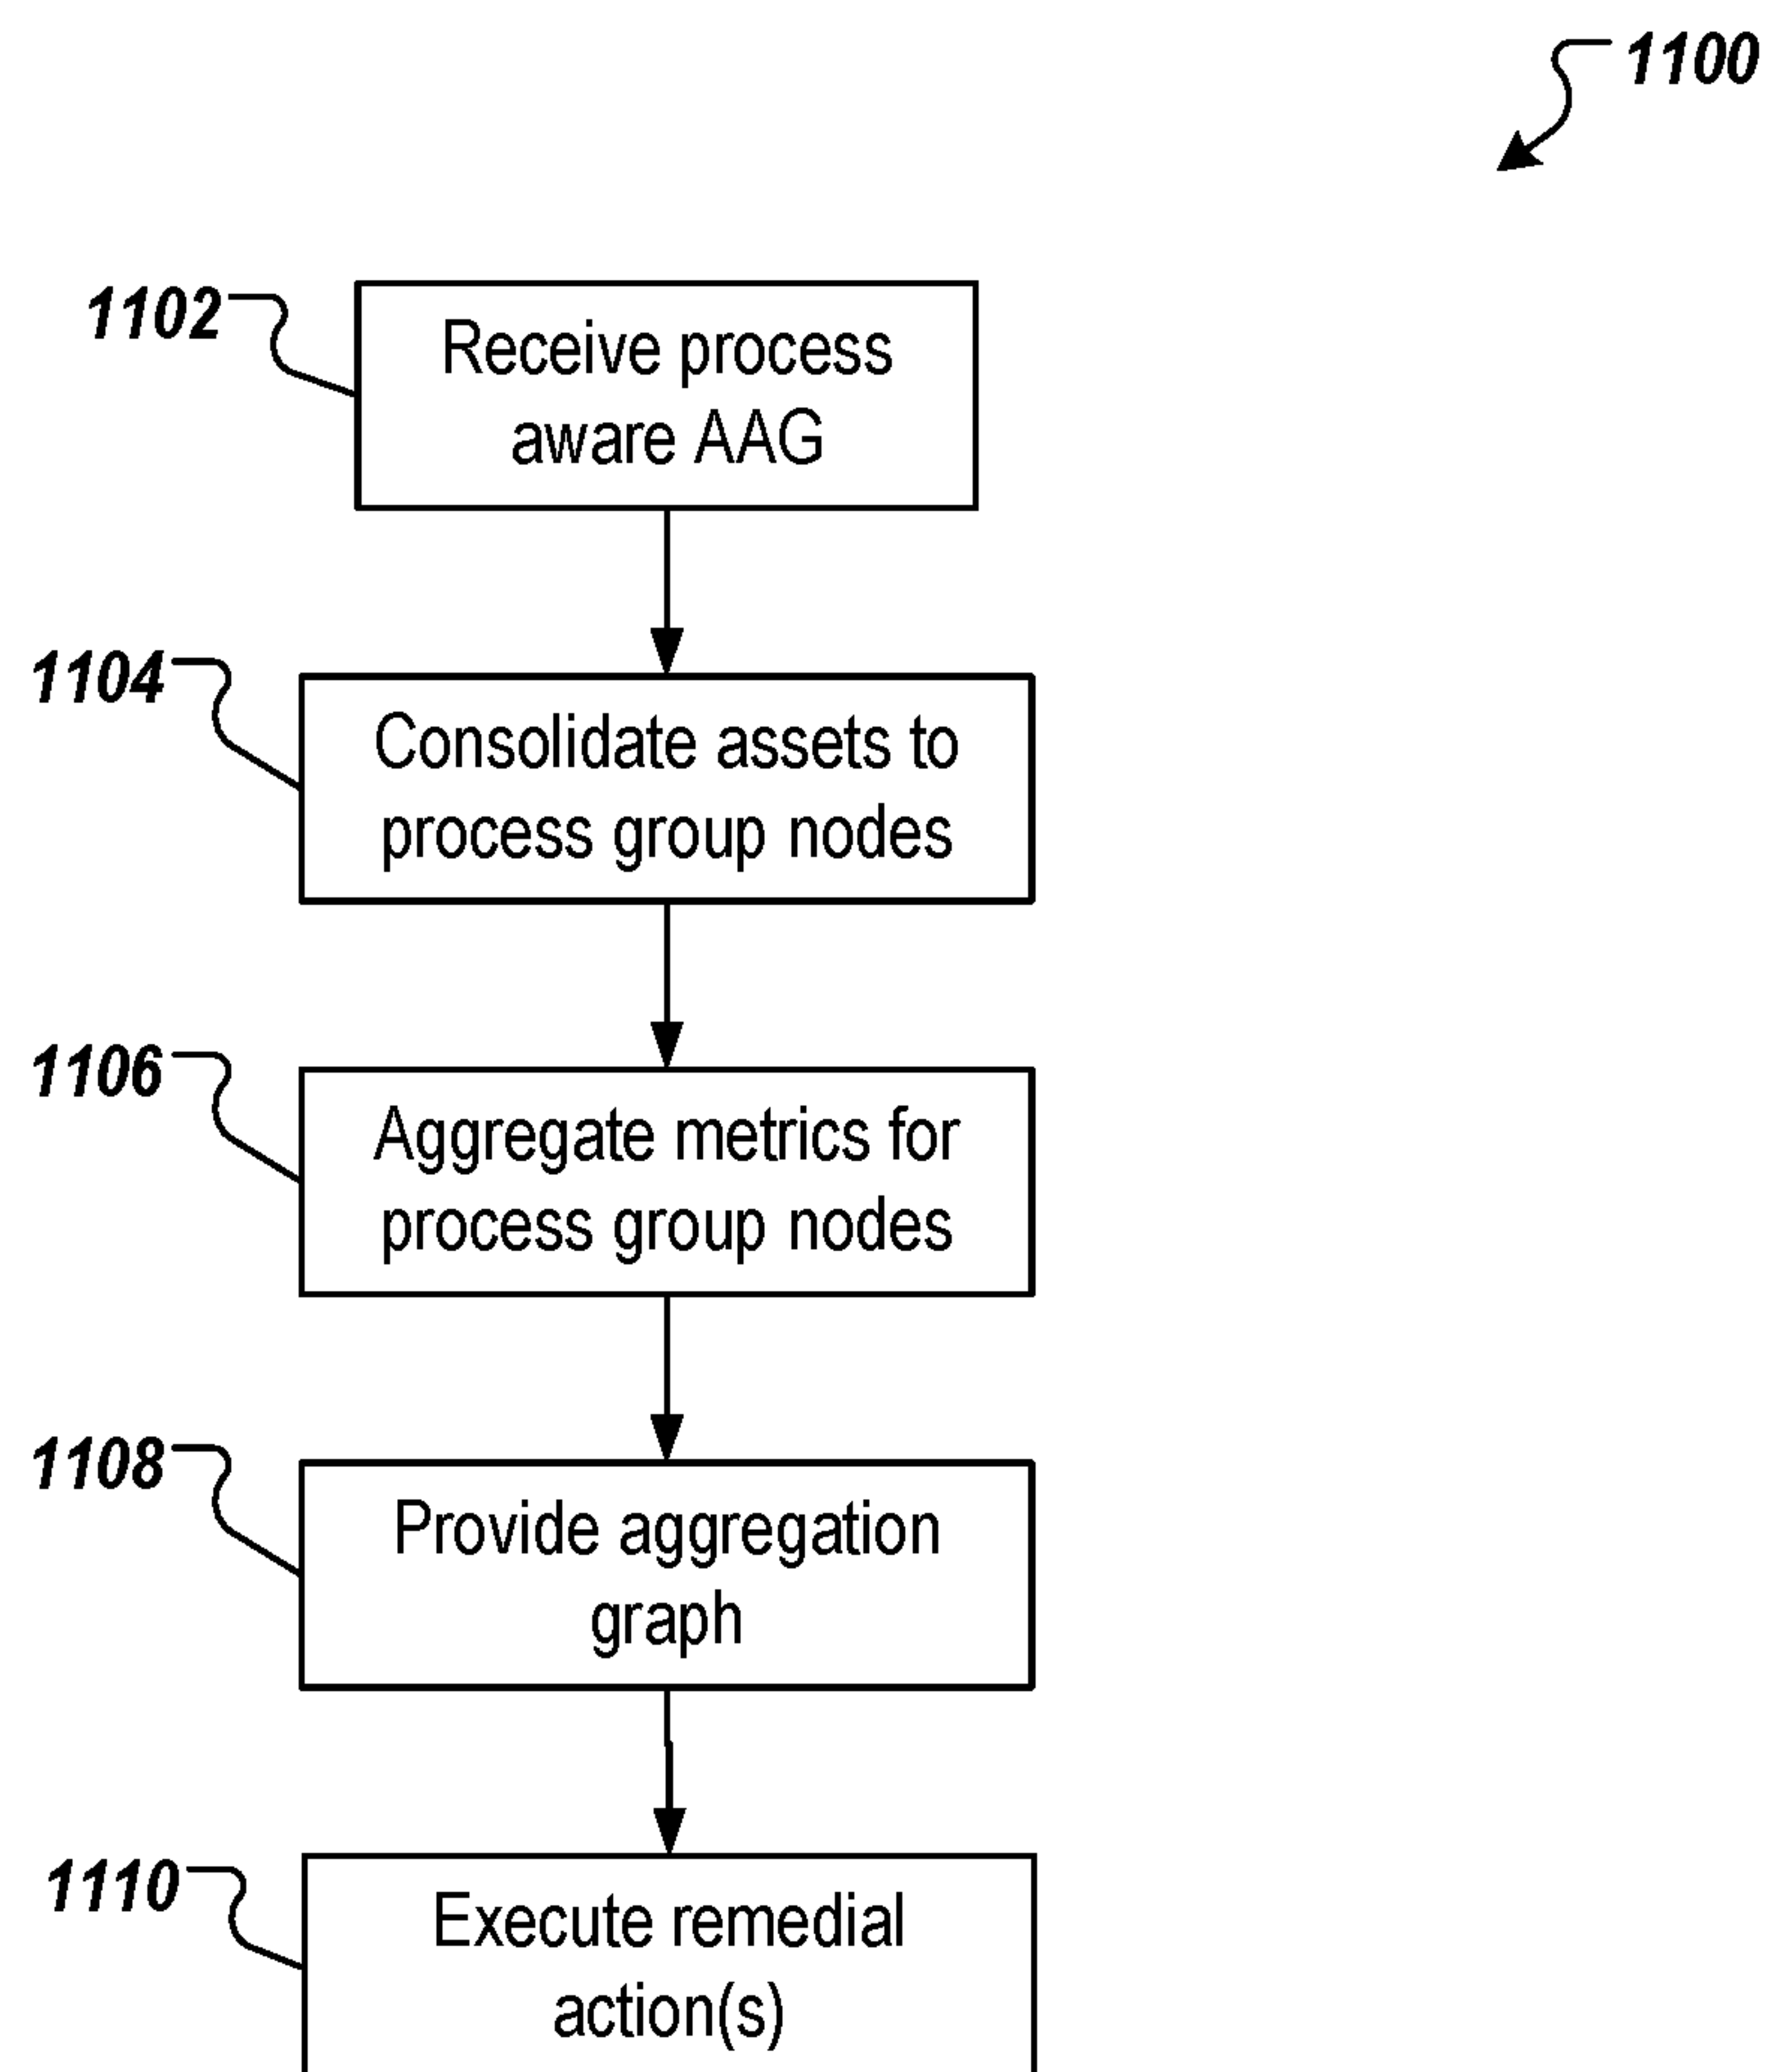 1100
1102
Receive process
aware AAG
1104
Consolidate assets to
process group nodes
1106
Aggregate metrics for
process group nodes
1108
Provide aggregation
graph
1110
Execute remedial
action(s)